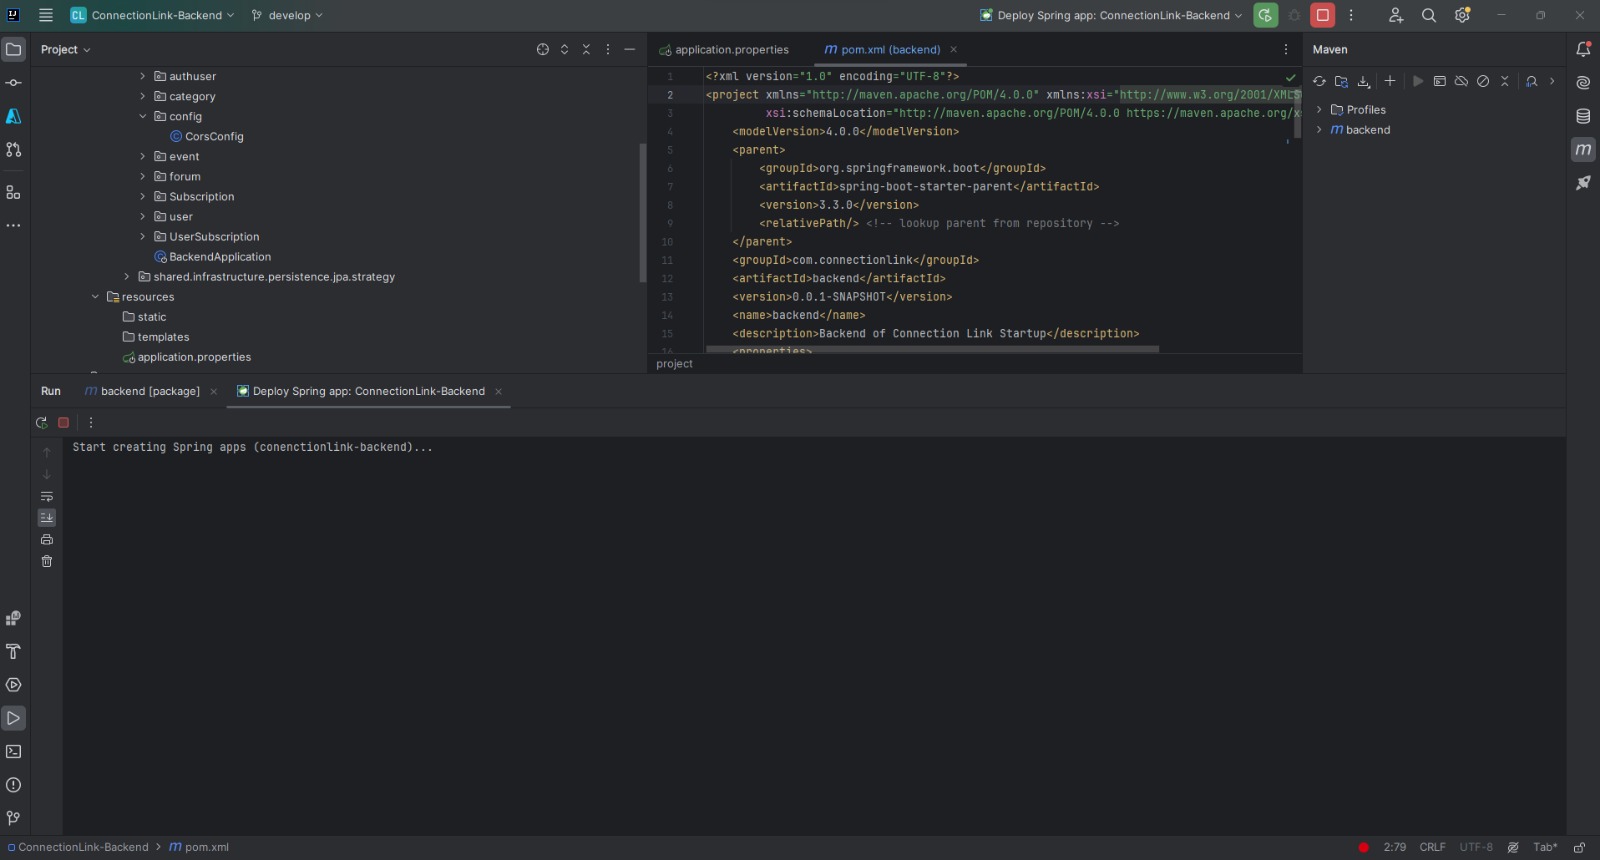 CL ConnectionLink-Backend develop Deploy Spring app: ConnectionLink-Backend
Project
authuser
category
config
CorsConfig
event
forum
Subscription
user
UserSubscription
BackendApplication
shared.infrastructure.persistence.jpa.strategy
resources
static
templates
application.properties
application.properties pom.xml (backend)
1 <?xml version="1.0" encoding="UTF-8"?>
2 <project xmlns="http://maven.apache.org/POM/4.0.0" xmlns:xsi="http://www.w3.org/2001/XMLS
3 xsi:schemaLocation="http://maven.apache.org/POM/4.0.0 https://maven.apache.org/x
4 <modelVersion>4.0.0</modelVersion>
5 <parent>
6 <groupId>org.springframework.boot</groupId>
7 <artifactId>spring-boot-starter-parent</artifactId>
8 <version>3.3.0</version>
9 <relativePath/> <!-- lookup parent from repository -->
10 </parent>
11 <groupId>com.connectionlink</groupId>
12 <artifactId>backend</artifactId>
13 <version>0.0.1-SNAPSHOT</version>
14 <name>backend</name>
15 <description>Backend of Connection Link Startup</description>
16 <properties>
project
Maven
Profiles
backend
Run backend [package] Deploy Spring app: ConnectionLink-Backend
Start creating Spring apps (conenctionlink-backend)...
ConnectionLink-Backend > pom.xml 2:79 CRLF UTF-8 Tab*